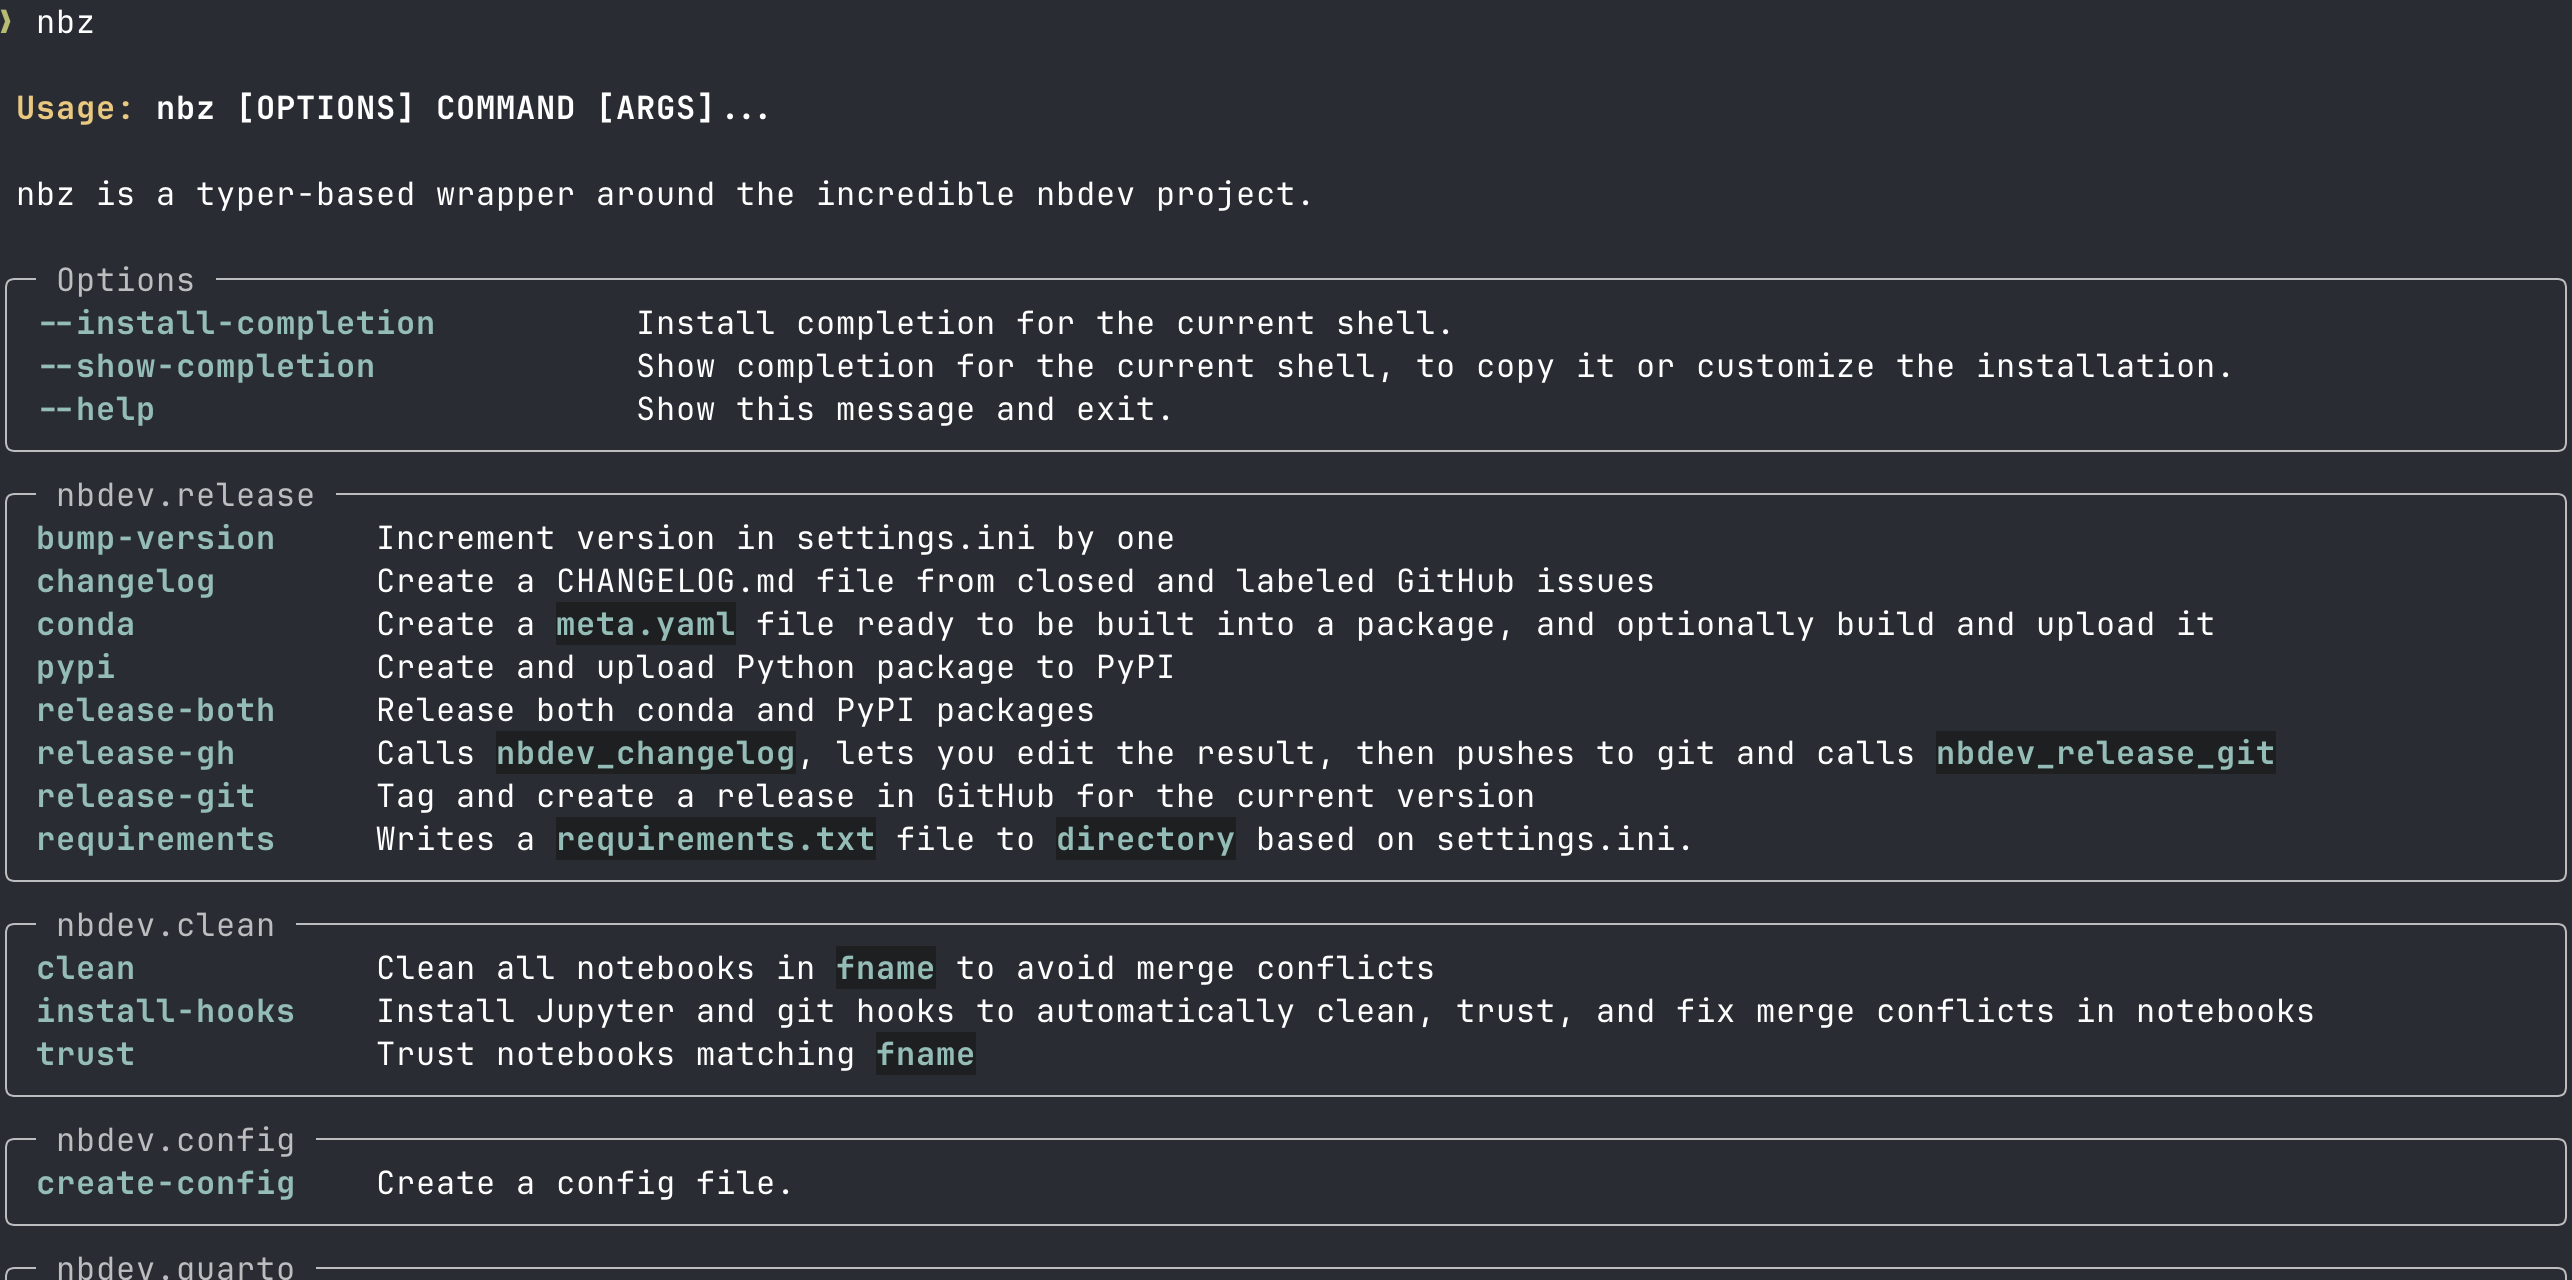 ❯ nbz
Usage: nbz [OPTIONS] COMMAND [ARGS]...
nbz is a typer-based wrapper around the incredible nbdev project.
Options
--install-completion Install completion for the current shell.
--show-completion Show completion for the current shell, to copy it or customize the installation.
--help Show this message and exit.
nbdev.release
bump-version Increment version in settings.ini by one
changelog Create a CHANGELOG.md file from closed and labeled GitHub issues
conda Create a meta.yaml file ready to be built into a package, and optionally build and upload it
pypi Create and upload Python package to PyPI
release-both Release both conda and PyPI packages
release-gh Calls nbdev_changelog, lets you edit the result, then pushes to git and calls nbdev_release_git
release-git Tag and create a release in GitHub for the current version
requirements Writes a requirements.txt file to directory based on settings.ini.
nbdev.clean
clean Clean all notebooks in fname to avoid merge conflicts
install-hooks Install Jupyter and git hooks to automatically clean, trust, and fix merge conflicts in notebooks
trust Trust notebooks matching fname
nbdev.config
create-config Create a config file.
nbdev.quarto